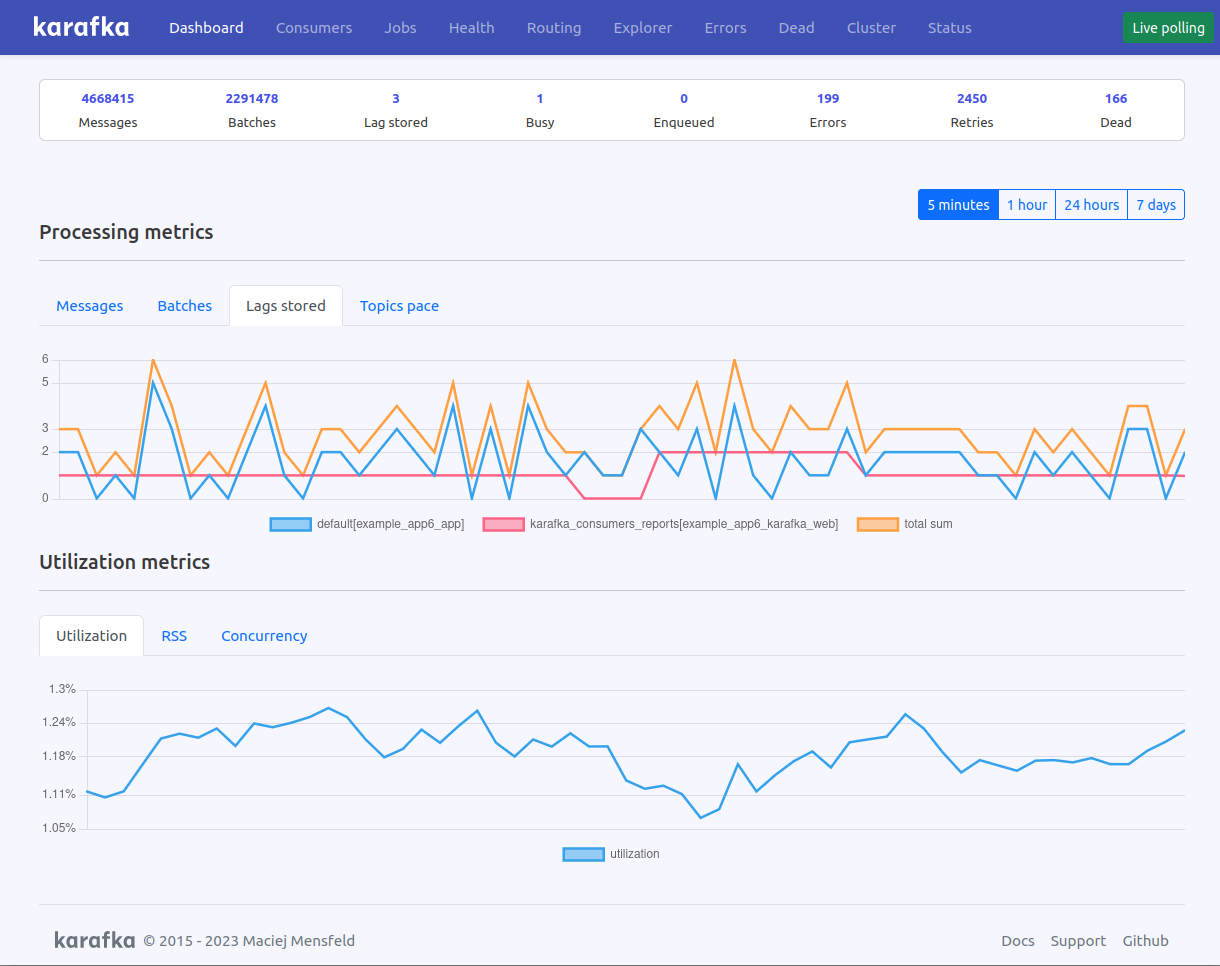 karafka Dashboard Consumers Jobs Health Routing Explorer Errors Dead Cluster Status Live polling
4668415 2291478 3 1 0 199 2450 166
Messages Batches Lag stored Busy Enqueued Errors Retries Dead
5 minutes 1 hour 24 hours 7 days
Processing metrics
Messages Batches Lags stored Topics pace
6
5
3
2
0
default[example_app6_app] karafka_consumers_reports[example_app6_karafka_web] total sum
Utilization metrics
Utilization RSS Concurrency
1.3%
1.24%
1.18%
1.11%
1.05%
utilization
karafka © 2015 - 2023 Maciej Mensfeld Docs Support Github